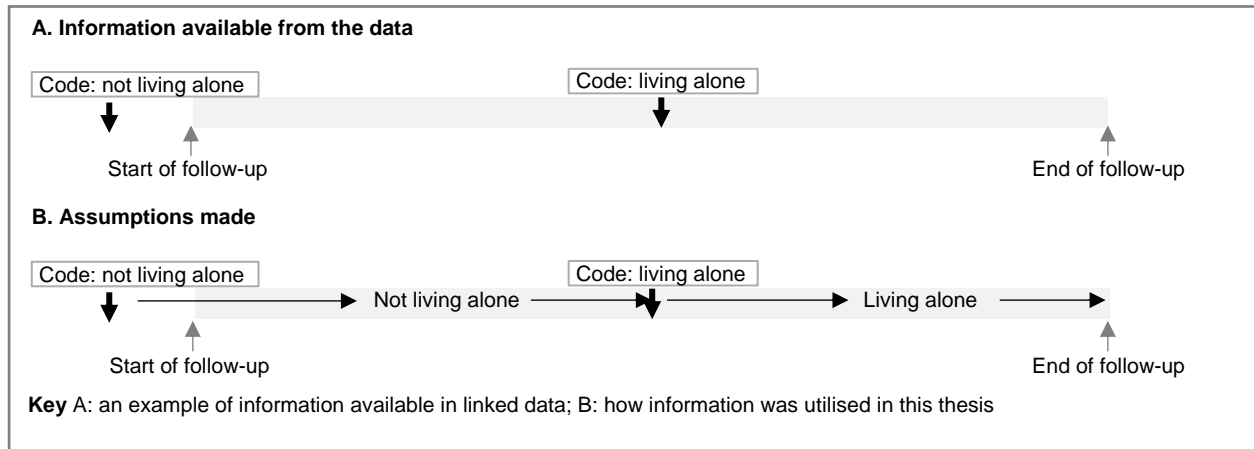 A. Information available from the data
Code: not living alone
Code: living alone
Start of follow-up
End of follow-up
B. Assumptions made
Code: not living alone
Code: living alone
Not living alone
Living alone
Start of follow-up
End of follow-up
Key A: an example of information available in linked data; B: how information was utilised in this thesis